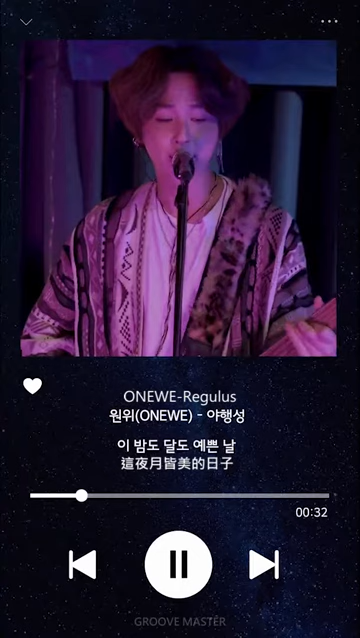 ONEWE-Regulus
원위(ONEWE) - 야행성
이 밤도 달도 예쁜 날
這夜月皆美的日子
00:32
GROOVE MASTER